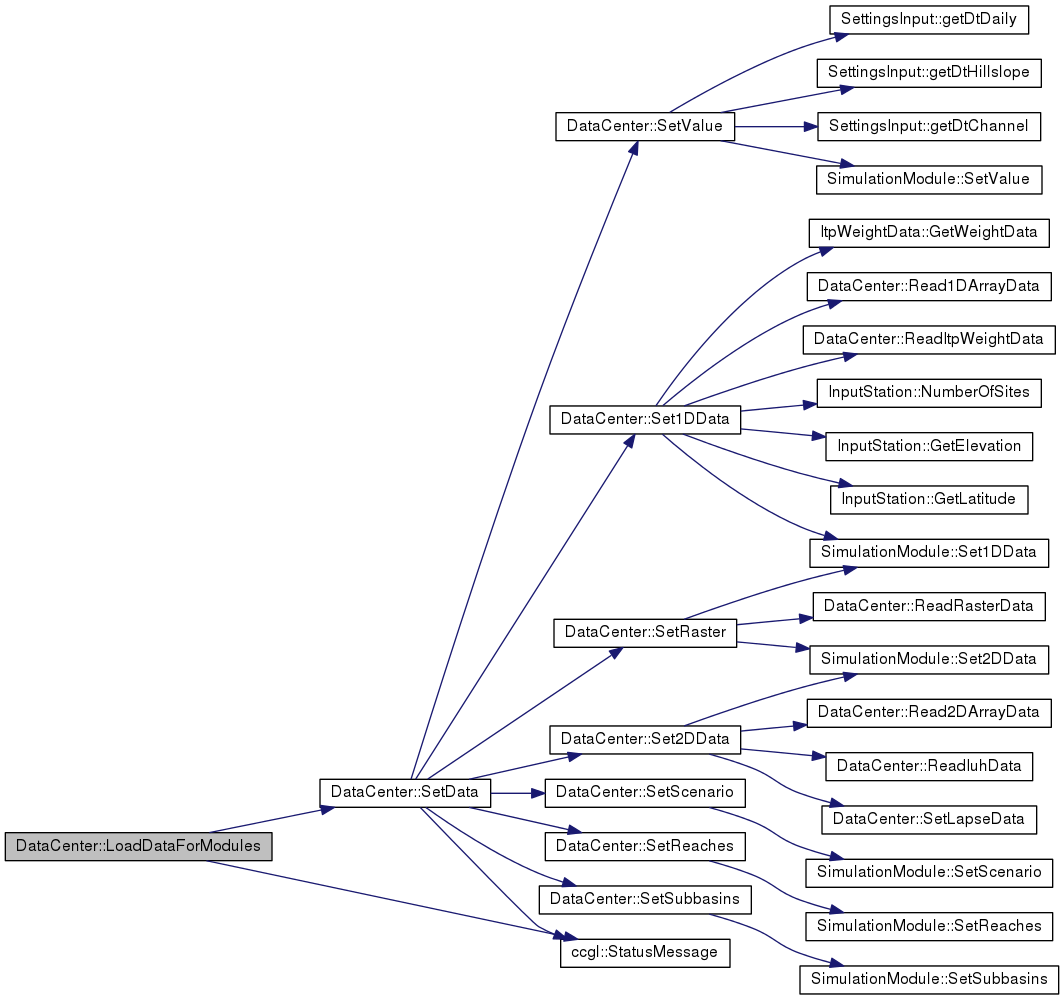 SettingsInput::getDtDaily
SettingsInput::getDtHillslope
DataCenter::SetValue
SettingsInput::getDtChannel
SimulationModule::SetValue
ItpWeightData::GetWeightData
DataCenter::Read1DArrayData
DataCenter::ReadItpWeightData
InputStation::NumberOfSites
DataCenter::Set1DData
InputStation::GetElevation
InputStation::GetLatitude
SimulationModule::Set1DData
DataCenter::ReadRasterData
DataCenter::SetRaster
SimulationModule::Set2DData
DataCenter::Read2DArrayData
DataCenter::Set2DData
DataCenter::ReadIuhData
DataCenter::SetData
DataCenter::SetScenario
DataCenter::SetLapseData
DataCenter::LoadDataForModules
DataCenter::SetReaches
SimulationModule::SetScenario
DataCenter::SetSubbasins
SimulationModule::SetReaches
ccgl::StatusMessage
SimulationModule::SetSubbasins